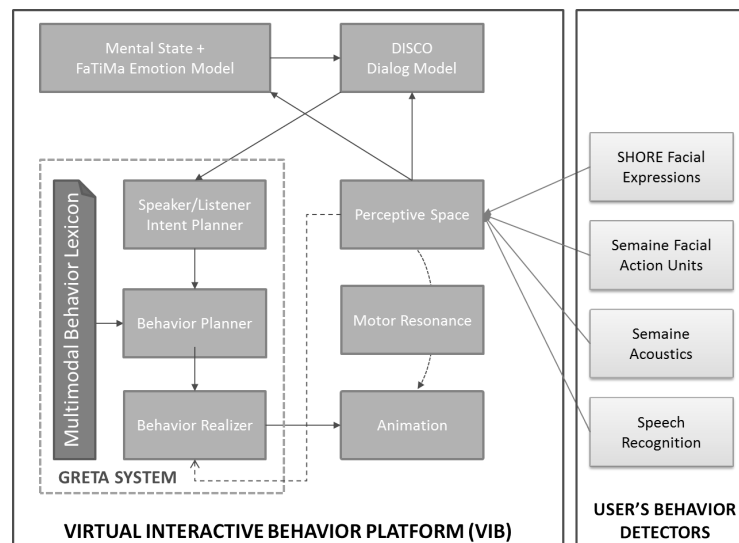 Mental State +
FaTiMa Emotion Model
DISCO
Dialog Model
SHORE Facial
Expressions
Multimodal Behavior Lexicon
Speaker/Listener
Intent Planner
Perceptive Space
Semaine Facial
Action Units
Behavior Planner
Motor Resonance
Semaine
Acoustics
Behavior Realizer
Animation
Speech
Recognition
GRETA SYSTEM
VIRTUAL INTERACTIVE BEHAVIOR PLATFORM (VIB)
USER'S BEHAVIOR
DETECTORS